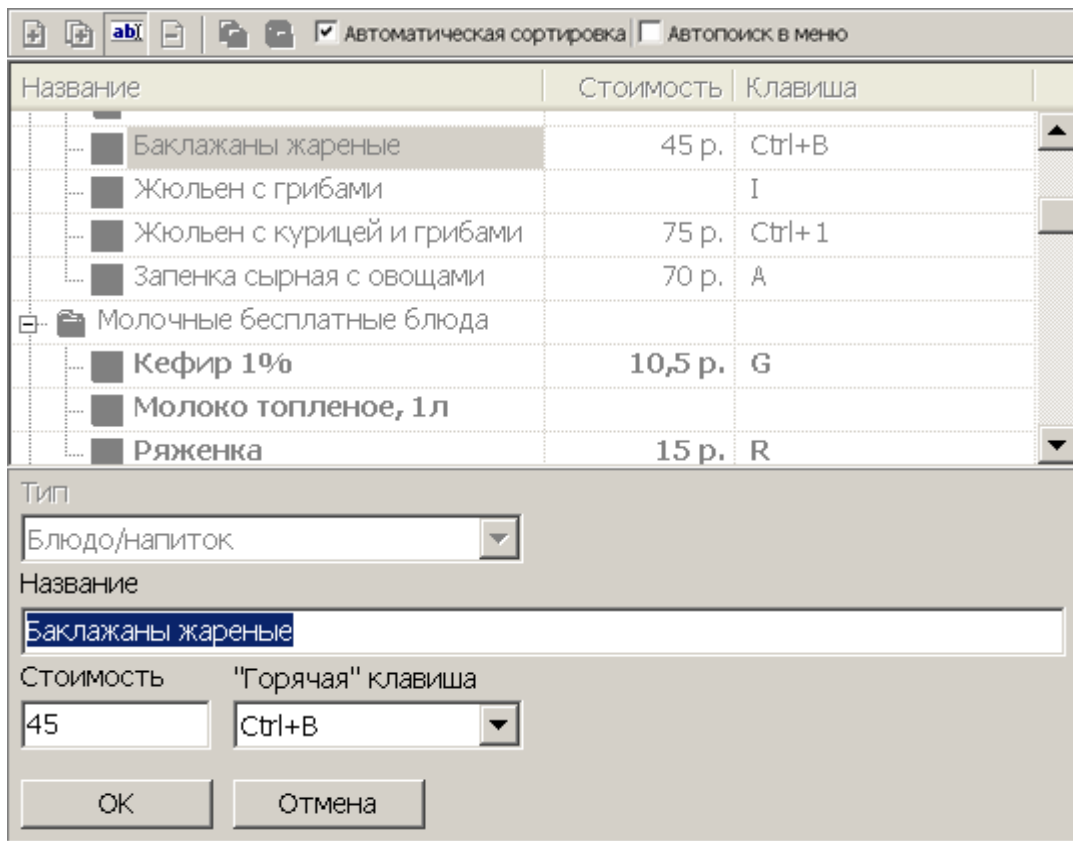 abI Автоматическая сортировка Автопоиск в меню
Название Стоимость Клавиша
Баклажаны жареные 45 р. Ctrl+B
Жюльен с грибами I
Жюльен с курицей и грибами 75 р. Ctrl+1
Запенка сырная с овощами 70 р. A
Молочные бесплатные блюда
Кефир 1% 10,5 р. G
Молоко топленое, 1л
Ряженка 15 р. R
Тип
Блюдо/напиток
Название
Баклажаны жареные
Стоимость "Горячая" клавиша
45 Ctrl+B
OK Отмена